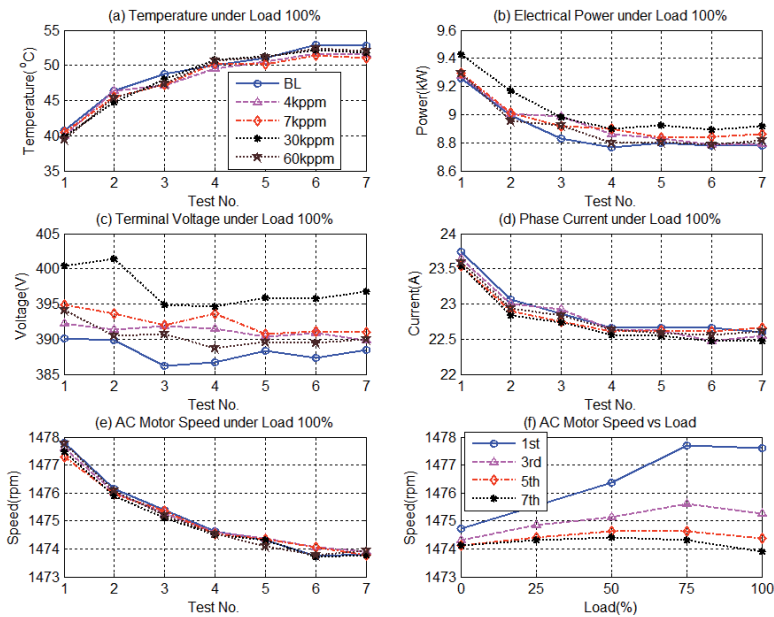 (a) Temperature under Load 100%
Temperature(°C)
55
50
45
40
35
1 2 3 4 5 6 7
Test No.
BL
4kppm
7kppm
30kppm
60kppm
(b) Electrical Power under Load 100%
Power(kW)
9.6
9.4
9.2
9
8.8
8.6
1 2 3 4 5 6 7
Test No.
(c) Terminal Voltage under Load 100%
Voltage(V)
405
400
395
390
385
1 2 3 4 5 6 7
Test No.
(d) Phase Current under Load 100%
Current(A)
24
23.5
23
22.5
22
1 2 3 4 5 6 7
Test No.
(e) AC Motor Speed under Load 100%
Speed(rpm)
1478
1477
1476
1475
1474
1473
1 2 3 4 5 6 7
Test No.
(f) AC Motor Speed vs Load
Speed(rpm)
1478
1477
1476
1475
1474
1473
0 25 50 75 100
Load(%)
1st
3rd
5th
7th